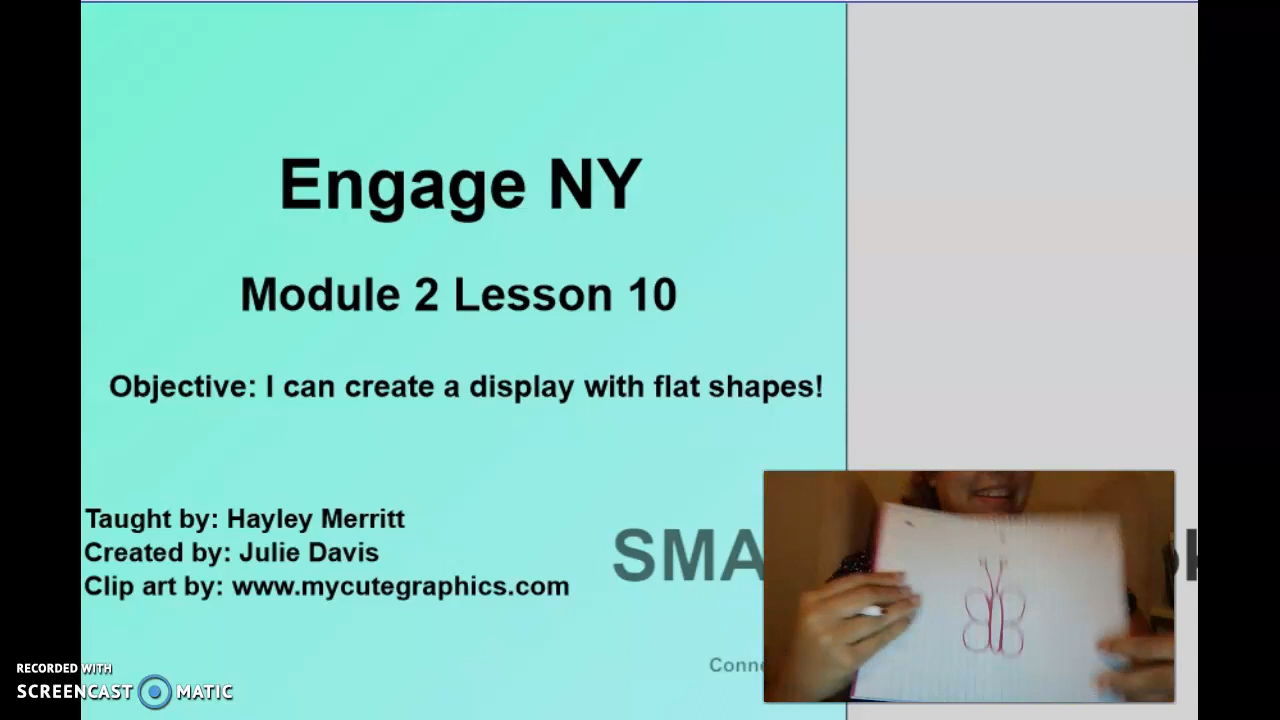 Engage NY
Module 2 Lesson 10
Objective: I can create a display with flat shapes!
Taught by: Hayley Merritt
Created by: Julie Davis
Clip art by: www.mycutegraphics.com
RECORDED WITH
SCREENCAST MATIC